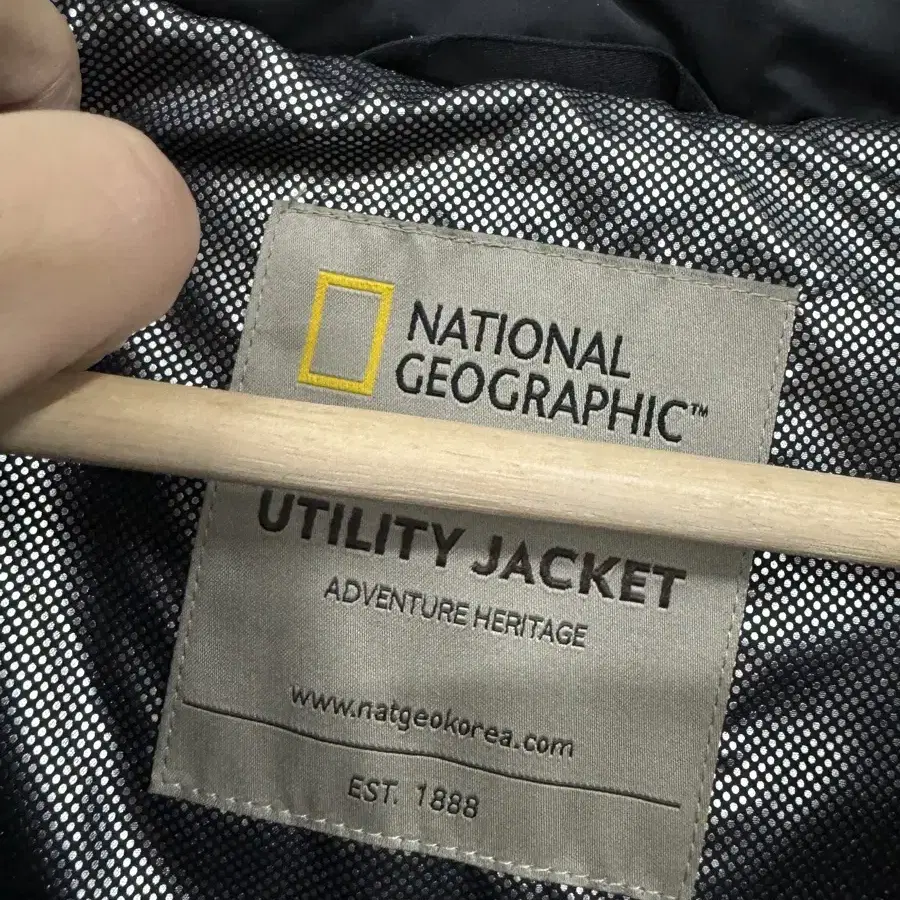 NATIONAL
GEOGRAPHIC™
UTILITY JACKET
ADVENTURE HERITAGE
www.natgeokorea.com
EST. 1888